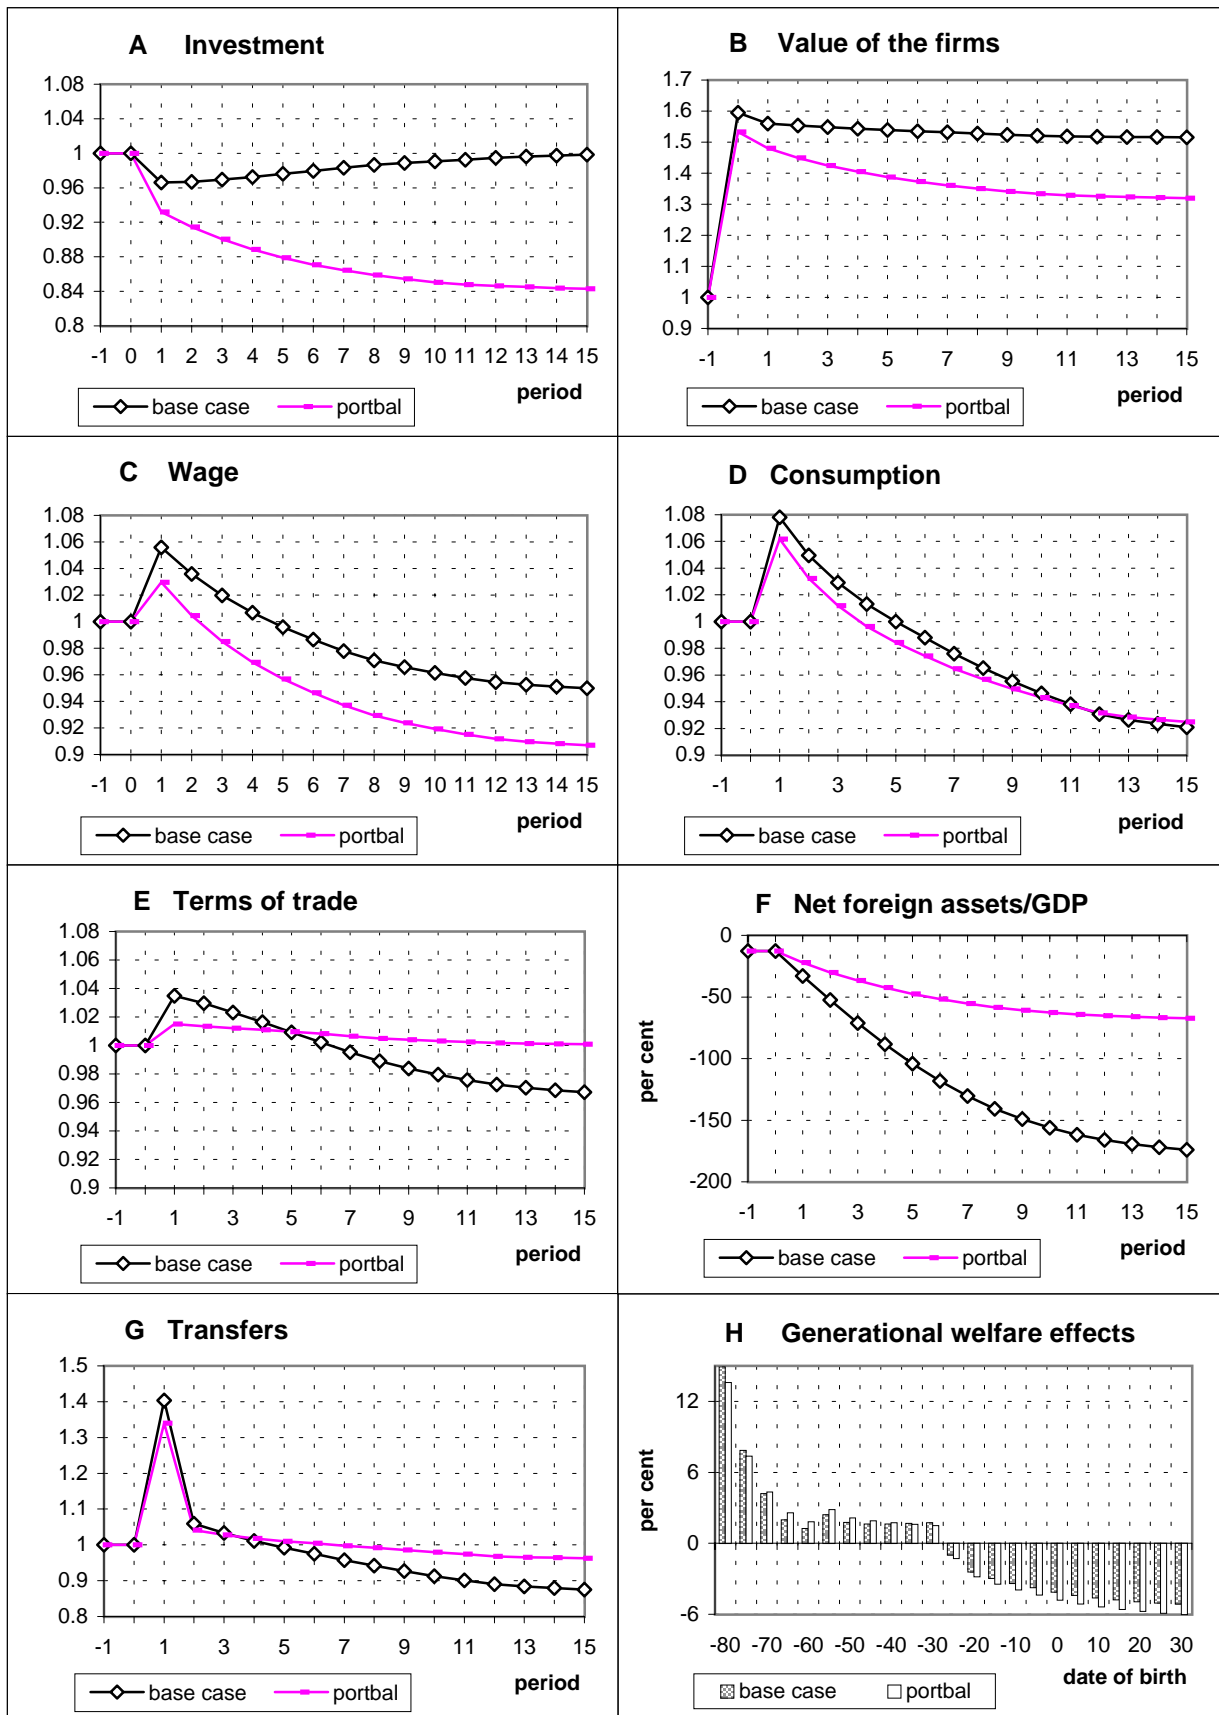 A Investment
1.08
1.04
1
0.96
0.92
0.88
0.84
0.8
-1 0 1 2 3 4 5 6 7 8 9 10 11 12 13 14 15
period
base case portbal
B Value of the firms
1.7
1.6
1.5
1.4
1.3
1.2
1.1
1
0.9
-1 1 3 5 7 9 11 13 15
period
base case portbal
C Wage
1.08
1.06
1.04
1.02
1
0.98
0.96
0.94
0.92
0.9
-1 0 1 2 3 4 5 6 7 8 9 10 11 12 13 14 15
period
base case portbal
D Consumption
1.08
1.06
1.04
1.02
1
0.98
0.96
0.94
0.92
0.9
-1 1 3 5 7 9 11 13 15
period
base case portbal
E Terms of trade
1.08
1.06
1.04
1.02
1
0.98
0.96
0.94
0.92
0.9
-1 1 3 5 7 9 11 13 15
period
base case portbal
F Net foreign assets/GDP
0
-50
-100
-150
-200
per cent
-1 1 3 5 7 9 11 13 15
period
base case portbal
G Transfers
1.5
1.4
1.3
1.2
1.1
1
0.9
0.8
-1 1 3 5 7 9 11 13 15
period
base case portbal
H Generational welfare effects
12
6
0
-6
per cent
-80 -70 -60 -50 -40 -30 -20 -10 0 10 20 30
date of birth
base case portbal